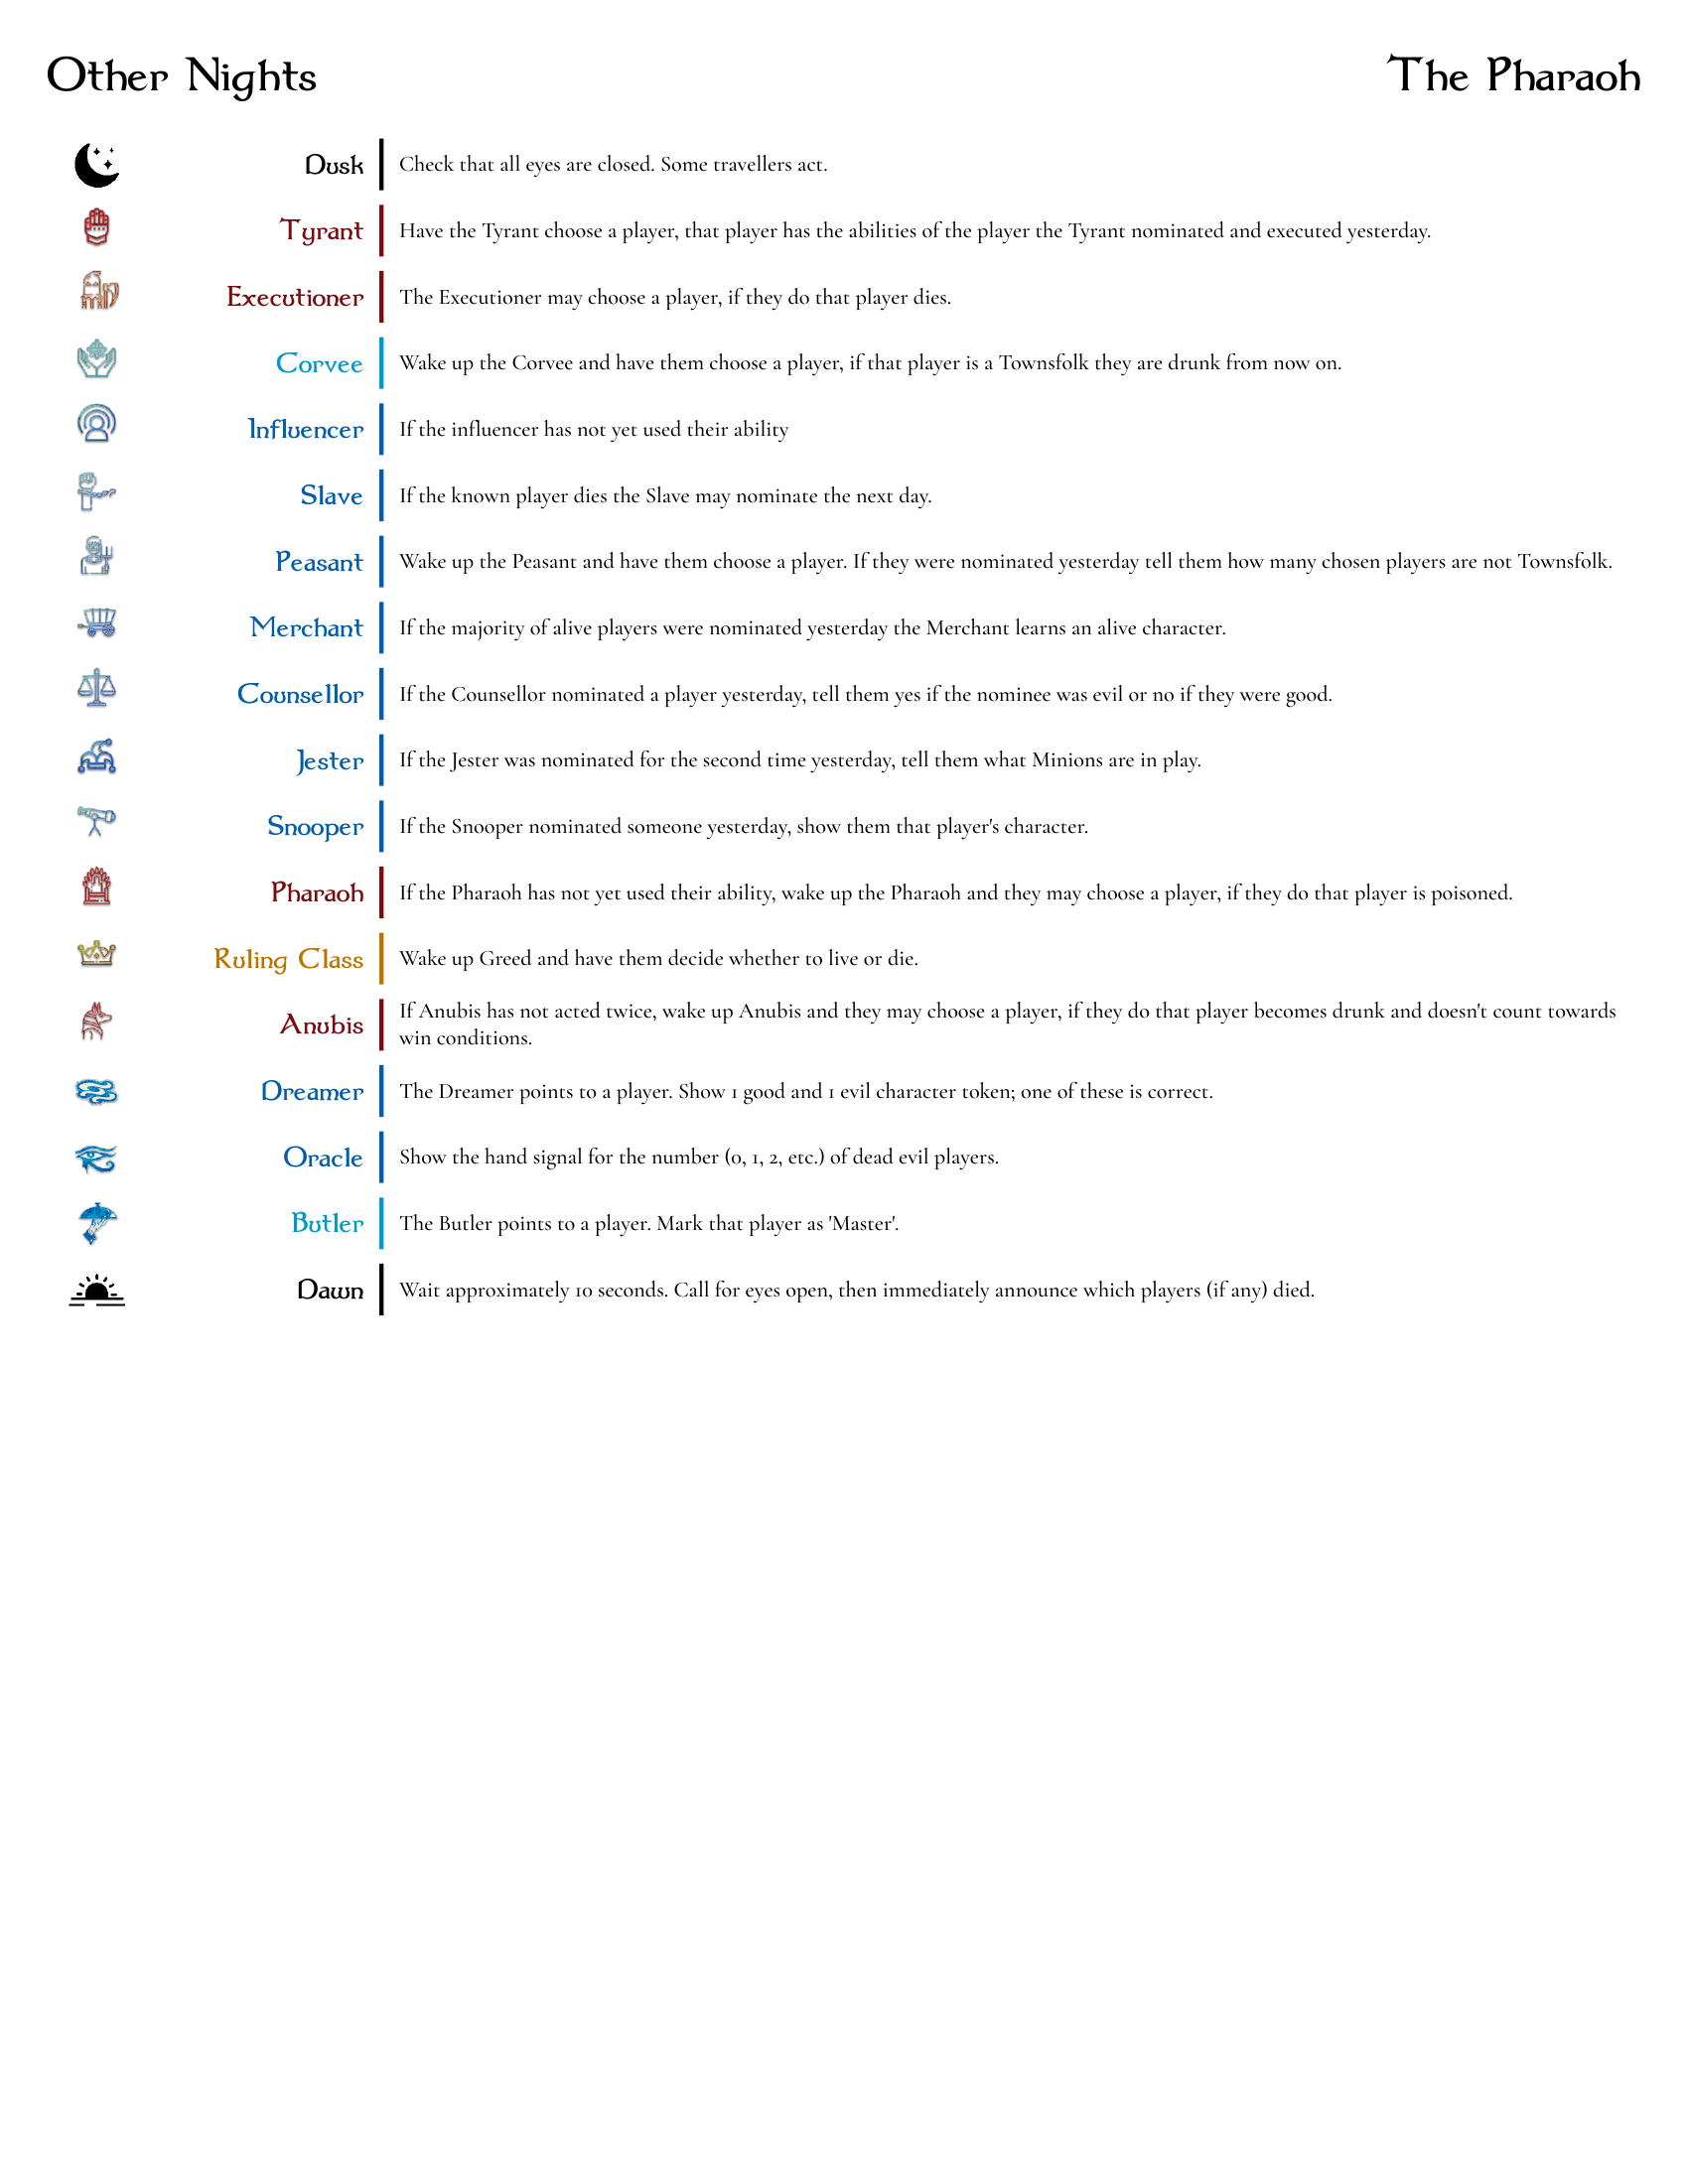 Other Nights
The Pharaoh
Dusk
Check that all eyes are closed. Some travellers act.
Tyrant
Have the Tyrant choose a player, that player has the abilities of the player the Tyrant nominated and executed yesterday.
Executioner
The Executioner may choose a player, if they do that player dies.
Corvee
Wake up the Corvee and have them choose a player, if that player is a Townsfolk they are drunk from now on.
Influencer
If the influencer has not yet used their ability
Slave
If the known player dies the Slave may nominate the next day.
Peasant
Wake up the Peasant and have them choose a player. If they were nominated yesterday tell them how many chosen players are not Townsfolk.
Merchant
If the majority of alive players were nominated yesterday the Merchant learns an alive character.
Counsellor
If the Counsellor nominated a player yesterday, tell them yes if the nominee was evil or no if they were good.
Jester
If the Jester was nominated for the second time yesterday, tell them what Minions are in play.
Snooper
If the Snooper nominated someone yesterday, show them that player's character.
Pharaoh
If the Pharaoh has not yet used their ability, wake up the Pharaoh and they may choose a player, if they do that player is poisoned.
Ruling Class
Wake up Greed and have them decide whether to live or die.
Anubis
If Anubis has not acted twice, wake up Anubis and they may choose a player, if they do that player becomes drunk and doesn't count towards
win conditions.
Dreamer
The Dreamer points to a player. Show 1 good and 1 evil character token; one of these is correct.
Oracle
Show the hand signal for the number (0, 1, 2, etc.) of dead evil players.
Butler
The Butler points to a player. Mark that player as 'Master'.
Dawn
Wait approximately 10 seconds. Call for eyes open, then immediately announce which players (if any) died.